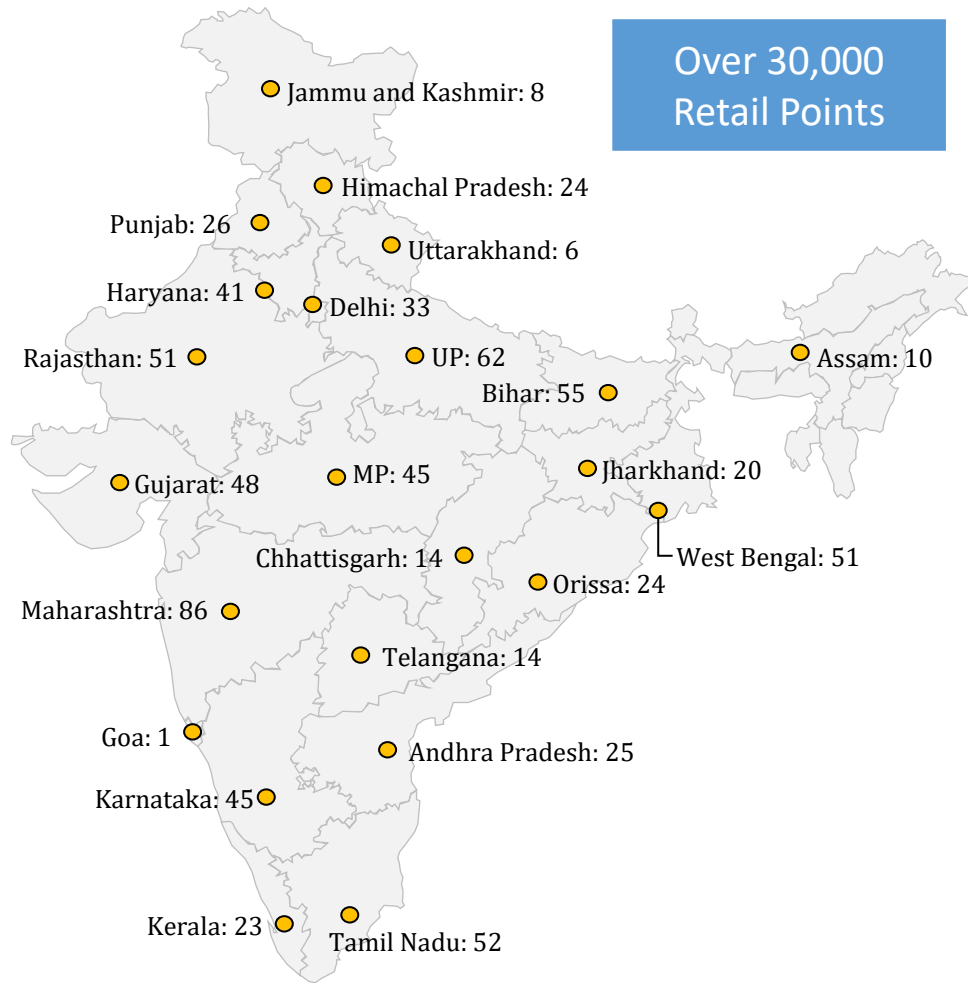 Over 30,000
Retail Points
Jammu and Kashmir: 8
Himachal Pradesh: 24
Punjab: 26
Uttarakhand: 6
Haryana: 41
Delhi: 33
Rajasthan: 51
UP: 62
Assam: 10
Bihar: 55
Gujarat: 48
MP: 45
Jharkhand: 20
Chhattisgarh: 14
West Bengal: 51
Orissa: 24
Maharashtra: 86
Telangana: 14
Goa: 1
Andhra Pradesh: 25
Karnataka: 45
Kerala: 23
Tamil Nadu: 52